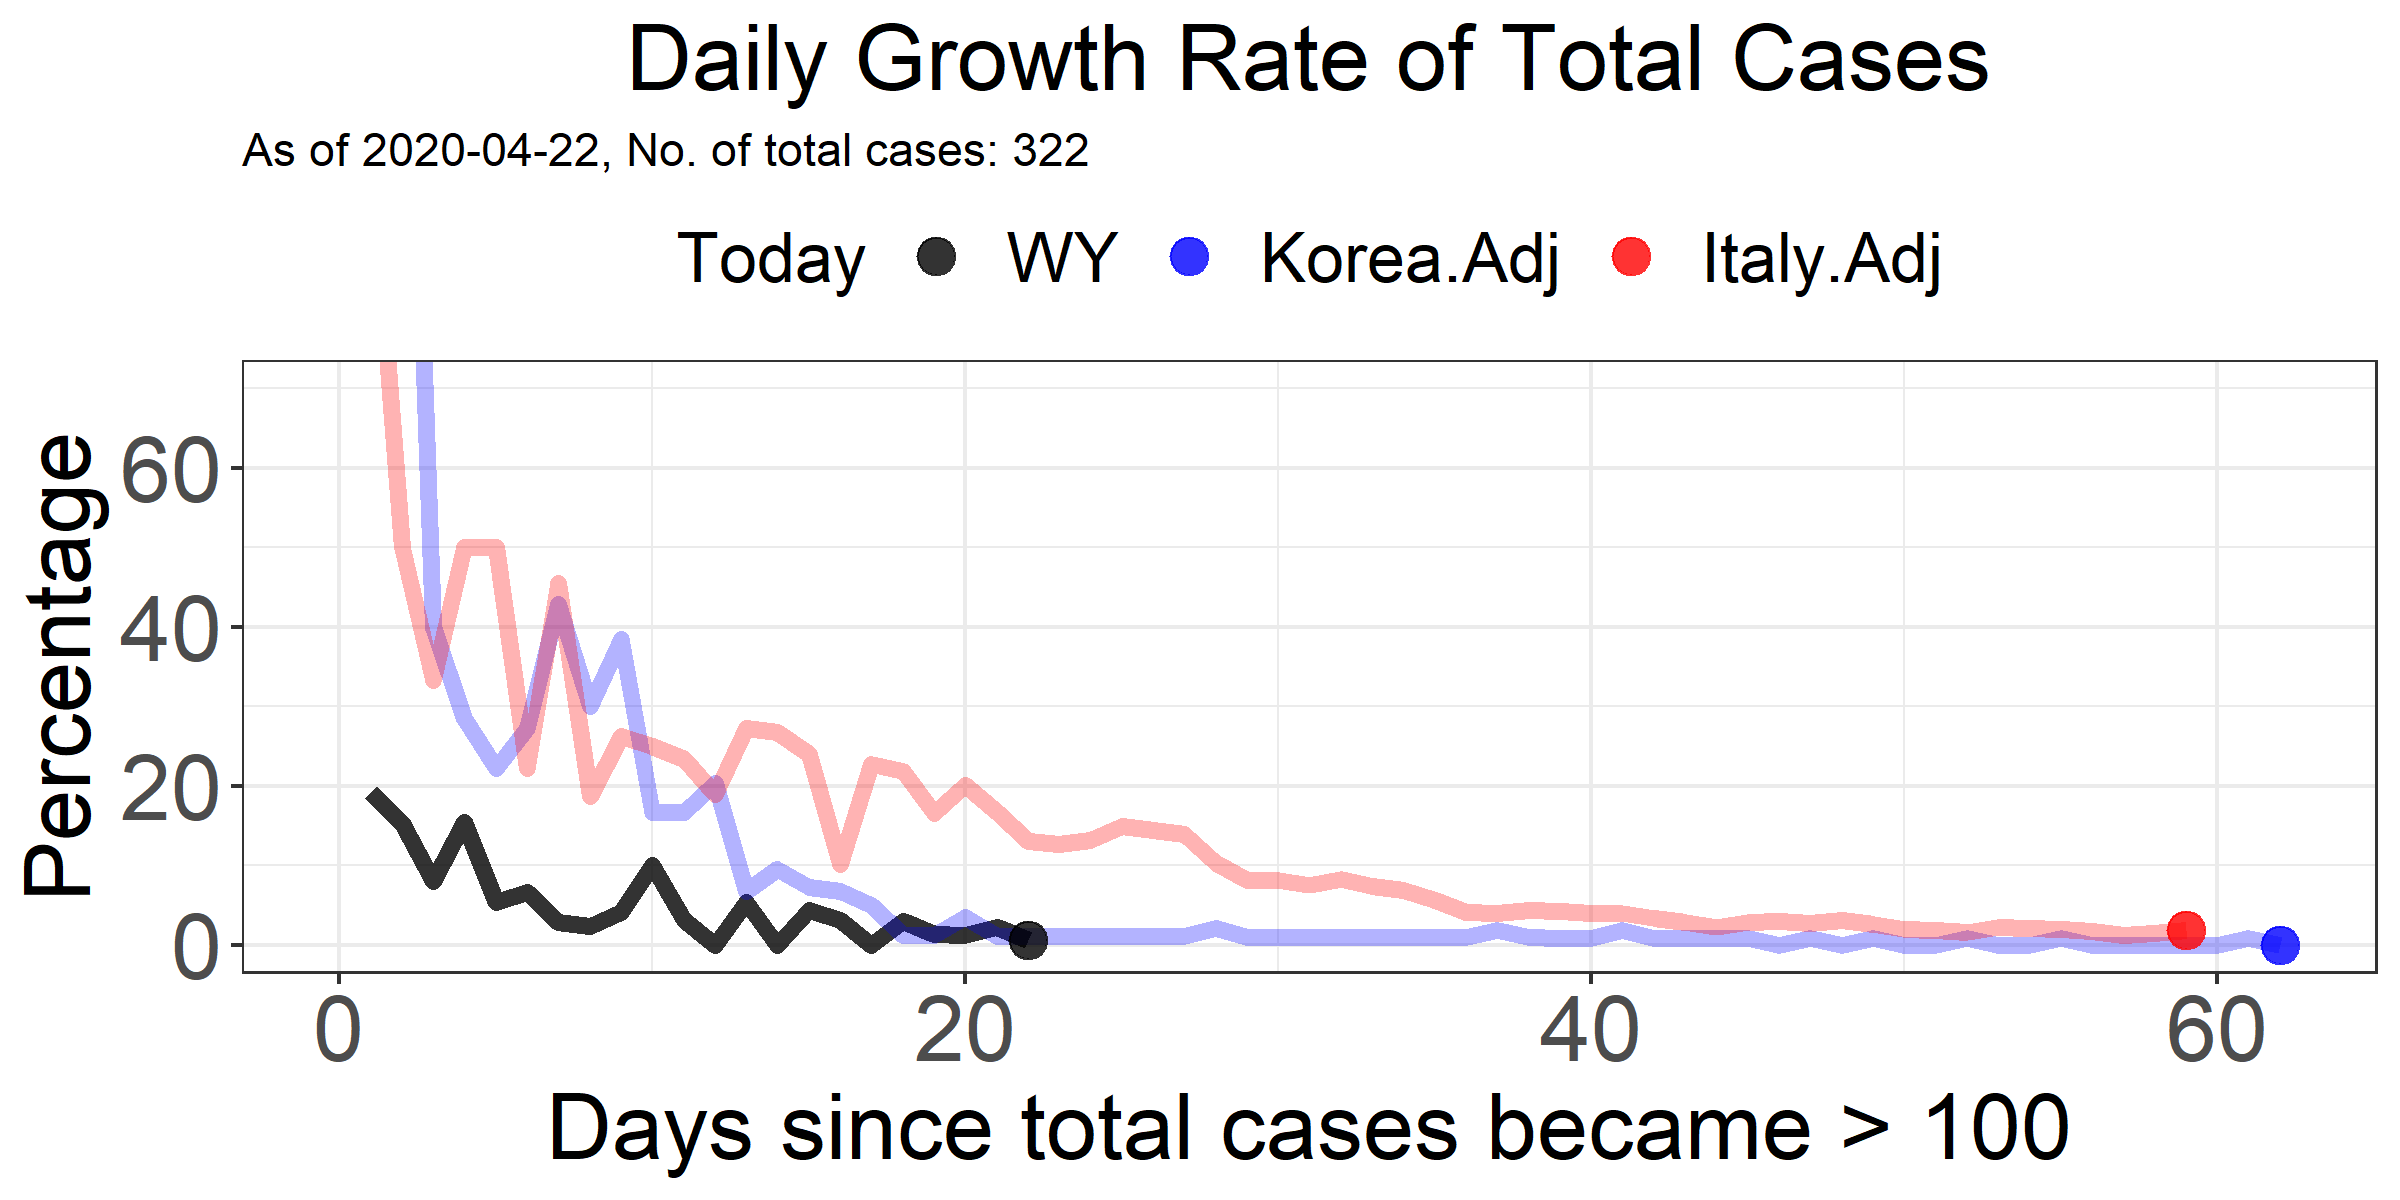 Daily Growth Rate of Total Cases
As of 2020-04-22, No. of total cases: 322
Today WY Korea.Adj Italy.Adj
Percentage
60
40
20
0
0 20 40 60
Days since total cases became > 100